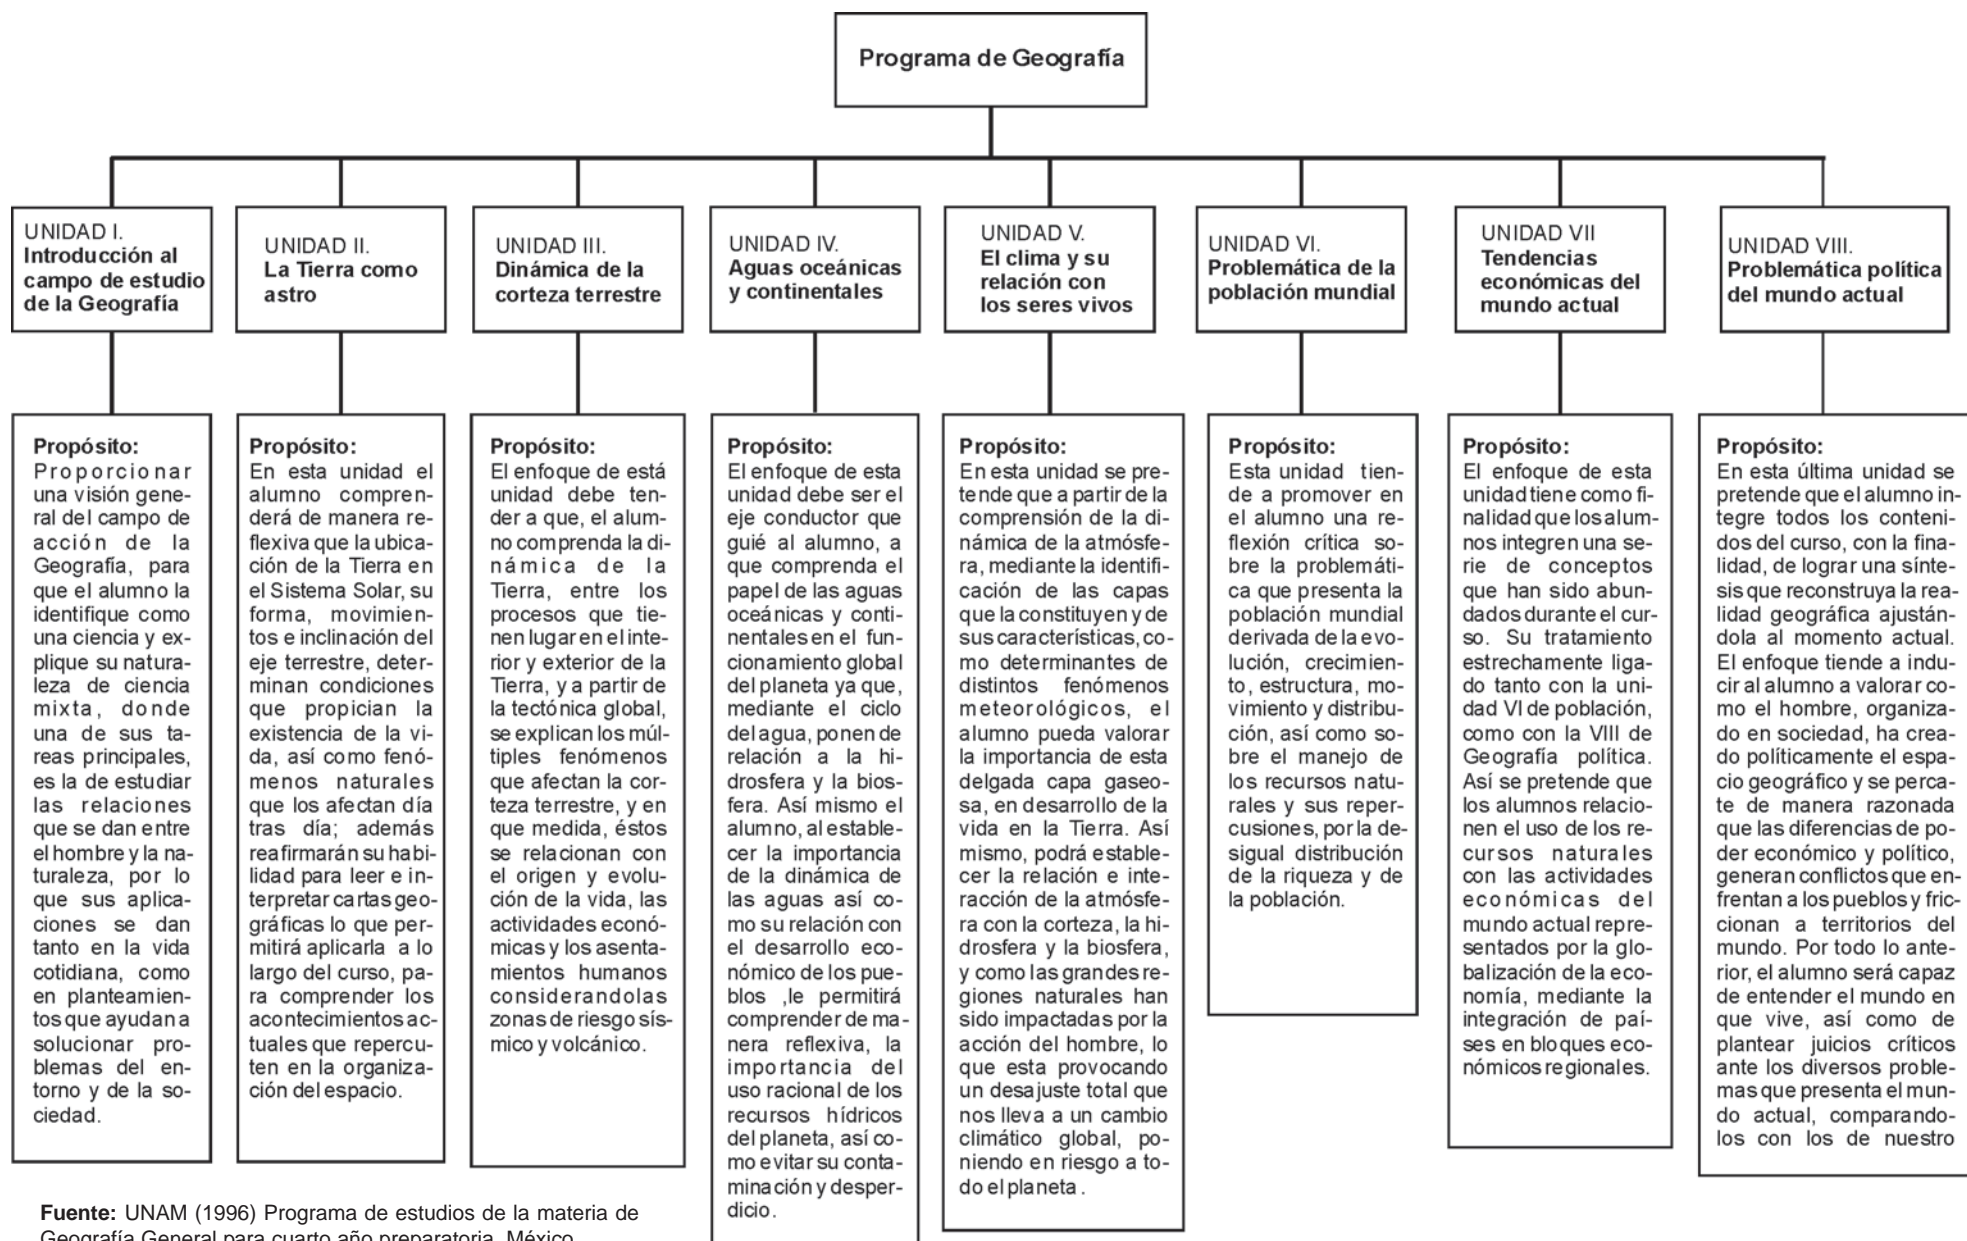 Programa de Geografía
UNIDAD I.
Introducción al
campo de estudio
de la Geografía
UNIDAD II.
La Tierra como
astro
UNIDAD III.
Dinámica de la
corteza terrestre
UNIDAD IV.
Aguas oceánicas
y continentales
UNIDAD V.
El clima y su
relación con
los seres vivos
UNIDAD VI.
Problemática de la
población mundial
UNIDAD VII
Tendencias
económicas del
mundo actual
UNIDAD VIII.
Problemática política
del mundo actual
Propósito:
Proporcionar
una visión gene-
ral del campo de
acción de la
Geografía, para
que el alumno la
identifique como
una ciencia y ex-
plique su natura-
leza de ciencia
mixta, donde
una de sus ta-
reas principales,
es la de estudiar
las relaciones
que se dan entre
el hombre y la na-
turaleza, por lo
que sus aplica-
ciones se dan
tanto en la vida
cotidiana, como
en planteamien-
tos que ayudan a
solucionar pro-
blemas del en-
torno y de la so-
ciedad.
Propósito:
En esta unidad el
alumno compren-
derá de manera re-
flexiva que la ubica-
ción de la Tierra en
el Sistema Solar, su
forma, movimien-
tos e inclinación del
eje terrestre, deter-
minan condiciones
que propician la
existencia de la vi-
da, así como fenó-
menos naturales
que los afectan día
tras día; además
reafirmarán su habi-
lidad para leer e in-
terpretar cartas geo-
gráficas lo que per-
mitirá aplicarla a lo
largo del curso, pa-
ra comprender los
acontecimientos ac-
tuales que repercu-
ten en la organiza-
ción del espacio.
Propósito:
El enfoque de está
unidad debe ten-
der a que, el alum-
no comprenda la di-
námica de la
Tierra, entre los
procesos que tie-
nen lugar en el inte-
rior y exterior de la
Tierra, y a partir de
la tectónica global,
se explican los múl-
tiples fenómenos
que afectan la cor-
teza terrestre, y en
que medida, éstos
se relacionan con
el origen y evolu-
ción de la vida, las
actividades econó-
micas y los asenta-
mientos humanos
considerandolas
zonas de riesgo sís-
mico y volcánico.
Propósito:
El enfoque de esta
unidad debe ser el
eje conductor que
guié al alumno, a
que comprenda el
papel de las aguas
oceánicas y conti-
nentales en el fun-
cionamiento global
del planeta ya que,
mediante el ciclo
del agua, ponen de
relación a la hi-
drosfera y la bios-
fera. Así mismo el
alumno, al estable-
cer la importancia
de la dinámica de
las aguas así co-
mo su relación con
el desarrollo eco-
nómico de los pue-
blos ,le permitirá
comprender de ma-
nera reflexiva, la
importancia del
uso racional de los
recursos hídricos
del planeta, así co-
mo evitar su conta-
minación y desper-
dicio.
Propósito:
En esta unidad se pre-
tende que a partir de la
comprensión de la di-
námica de la atmósfe-
ra, mediante la identifi-
cación de las capas
que la constituyen y de
sus características, co-
mo determinantes de
distintos fenómenos
meteorológicos, el
alumno pueda valorar
la importancia de esta
delgada capa gaseo-
sa, en desarrollo de la
vida en la Tierra. Así
mismo, podrá estable-
cer la relación e inte-
racción de la atmósfe-
ra con la corteza, la hi-
drosfera y la biosfera,
y como las grandes re-
giones naturales han
sido impactadas por la
acción del hombre, lo
que esta provocando
un desajuste total que
nos lleva a un cambio
climático global, po-
niendo en riesgo a to-
do el planeta .
Propósito:
Esta unidad tien-
de a promover en
el alumno una re-
flexión crítica so-
bre la problemáti-
ca que presenta la
población mundial
derivada de la evo-
lución, crecimien-
to, estructura, mo-
vimiento y distribu-
ción, así como so-
bre el manejo de
los recursos natu-
rales y sus reper-
cusiones, por la de-
sigual distribución
de la riqueza y de
la población.
Propósito:
El enfoque de esta
unidad tiene como fi-
nalidad que los alum-
nos integren una se-
rie de conceptos
que han sido abun-
dados durante el cur-
so. Su tratamiento
estrechamente liga-
do tanto con la uni-
dad VI de población,
como con la VIII de
Geografía política.
Así se pretende que
los alumnos relacio-
nen el uso de los re-
cursos naturales
con las actividades
económicas del
mundo actual repre-
sentados por la glo-
balización de la eco-
nomía, mediante la
integración de paí-
ses en bloques eco-
nómicos regionales.
Propósito:
En esta última unidad se
pretende que el alumno in-
tegre todos los conteni-
dos del curso, con la fina-
lidad, de lograr una sínte-
sis que reconstruya la rea-
lidad geográfica ajustán-
dola al momento actual.
El enfoque tiende a indu-
cir al alumno a valorar co-
mo el hombre, organiza-
do en sociedad, ha crea-
do políticamente el espa-
cio geográfico y se perca-
te de manera razonada
que las diferencias de po-
der económico y político,
generan conflictos que en-
frentan a los pueblos y fric-
cionan a territorios del
mundo. Por todo lo ante-
rior, el alumno será capaz
de entender el mundo en
que vive, así como de
plantear juicios críticos
ante los diversos proble-
mas que presenta el mun-
do actual, comparando-
los con los de nuestro
Fuente: UNAM (1996) Programa de estudios de la materia de
Geografía General para cuarto año preparatoria, México